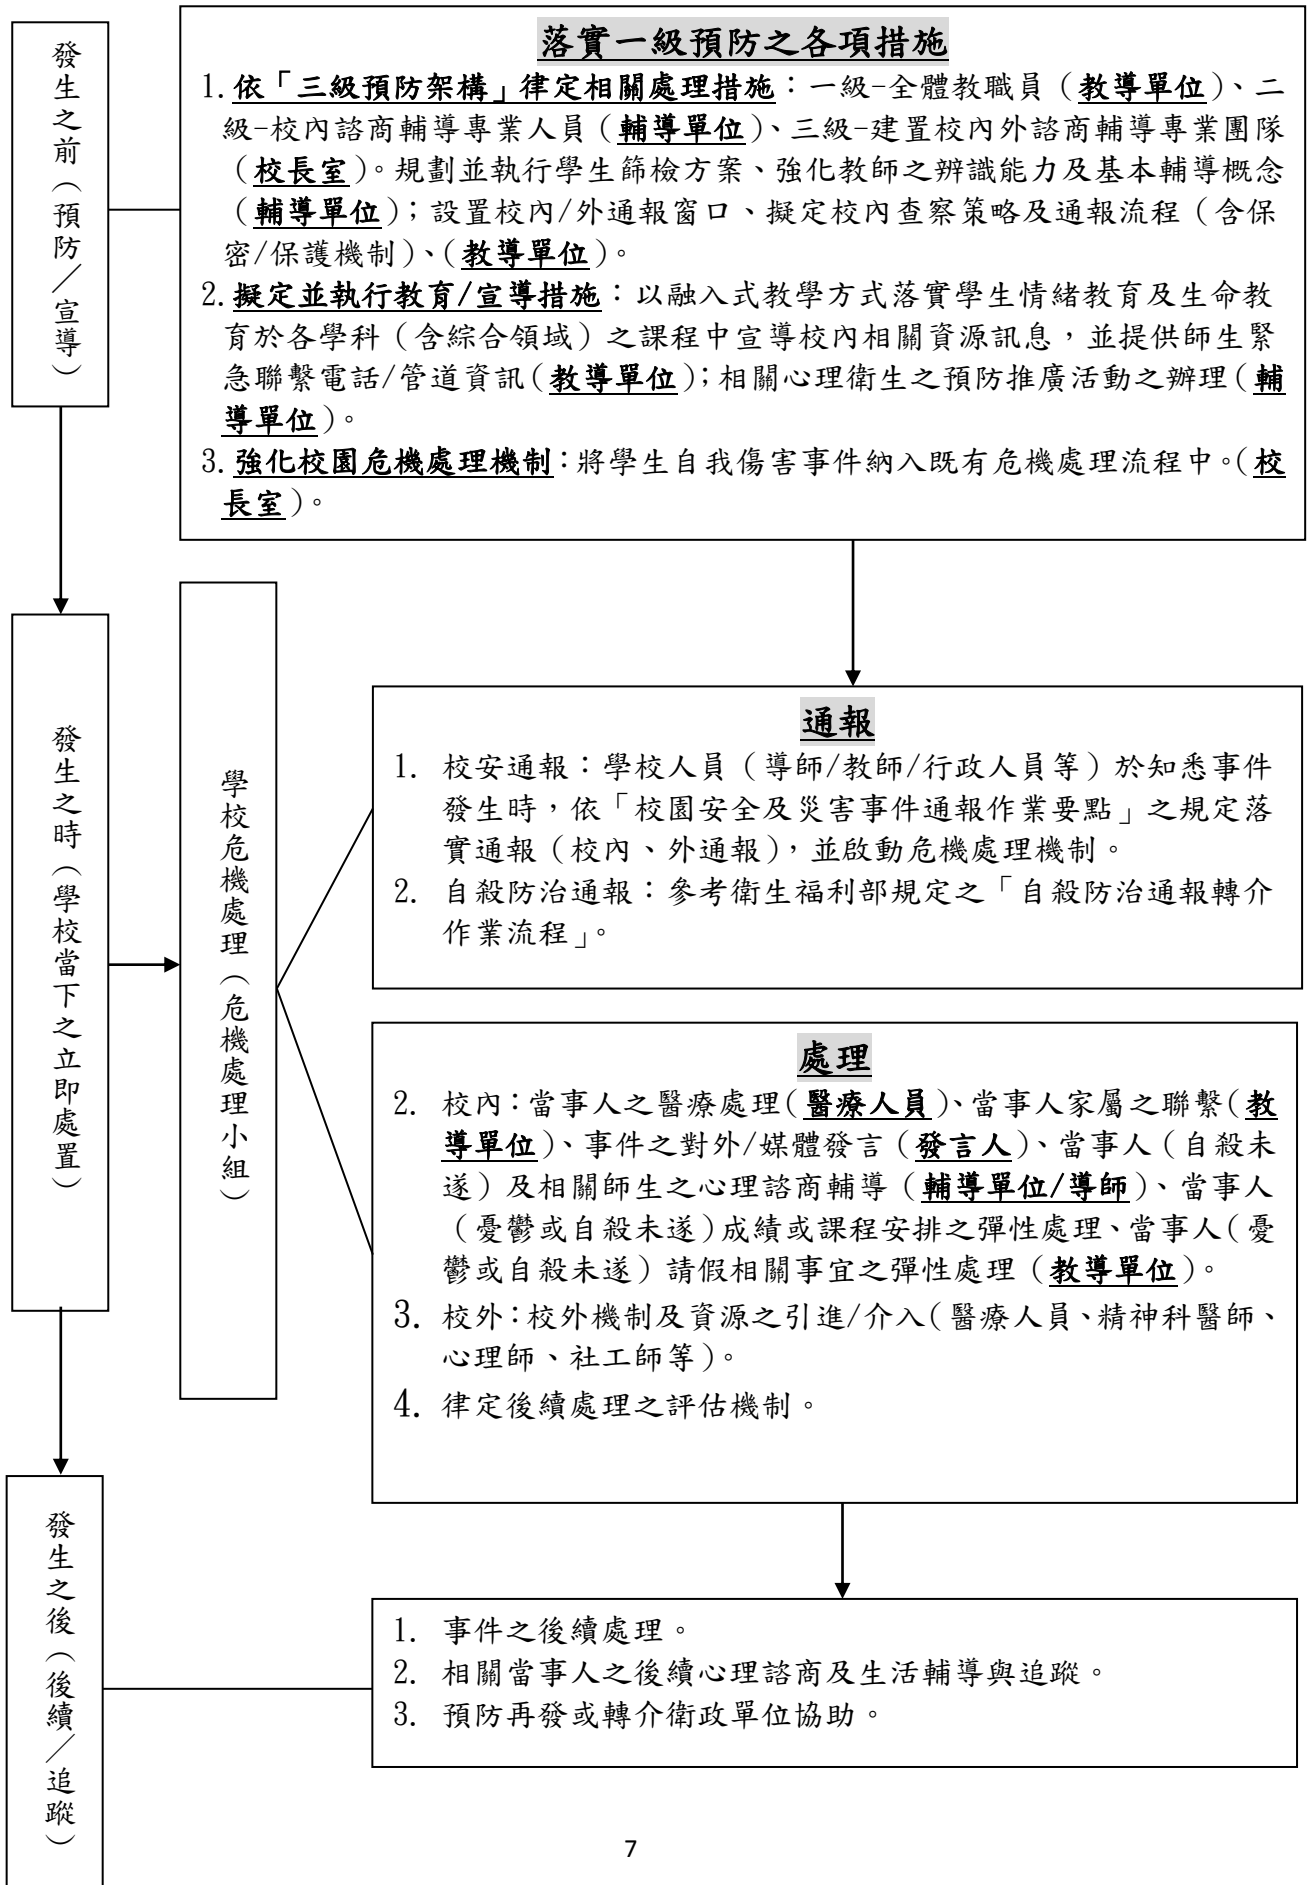 發生之前（預防／宣導）
落實一級預防之各項措施
1.依「三級預防架構」律定相關處理措施：一級-全體教職員（教導單位）、二
級-校內諮商輔導專業人員（輔導單位）、三級-建置校內外諮商輔導專業團隊
（校長室）。規劃並執行學生篩檢方案、強化教師之辨識能力及基本輔導概念
（輔導單位）；設置校內/外通報窗口、擬定校內查察策略及通報流程（含保
密/保護機制）、（教導單位）。
2.擬定並執行教育/宣導措施：以融入式教學方式落實學生情緒教育及生命教
育於各學科（含綜合領域）之課程中宣導校內相關資源訊息，並提供師生緊
急聯繫電話/管道資訊（教導單位）；相關心理衛生之預防推廣活動之辦理（輔
導單位）。
3.強化校園危機處理機制：將學生自我傷害事件納入既有危機處理流程中。（校
長室）。
發生之時（學校當下之立即處置）
學校危機處理（危機處理小組）
通報
1. 校安通報：學校人員（導師/教師/行政人員等）於知悉事件
發生時，依「校園安全及災害事件通報作業要點」之規定落
實通報（校內、外通報），並啟動危機處理機制。
2. 自殺防治通報：參考衛生福利部規定之「自殺防治通報轉介
作業流程」。
處理
2. 校內：當事人之醫療處理（醫療人員）、當事人家屬之聯繫（教
導單位）、事件之對外/媒體發言（發言人）、當事人（自殺未
遂）及相關師生之心理諮商輔導（輔導單位/導師）、當事人
（憂鬱或自殺未遂）成績或課程安排之彈性處理、當事人（憂
鬱或自殺未遂）請假相關事宜之彈性處理（教導單位）。
3. 校外：校外機制及資源之引進/介入（醫療人員、精神科醫師、
心理師、社工師等）。
4. 律定後續處理之評估機制。
發生之後（後續／追蹤）
1. 事件之後續處理。
2. 相關當事人之後續心理諮商及生活輔導與追蹤。
3. 預防再發或轉介衛政單位協助。
7